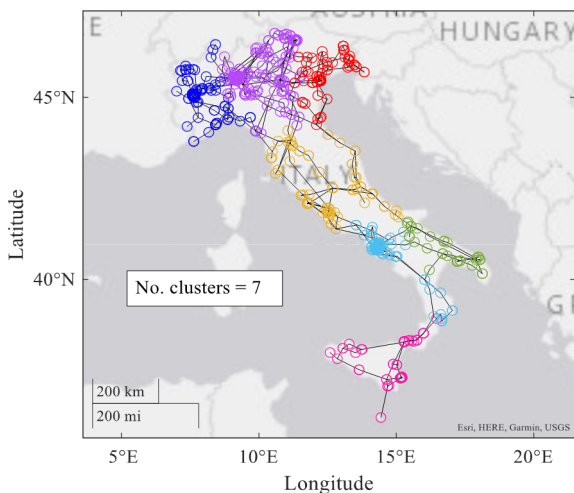 E
AUSTRIA
HUNGARY
45°N
ITALY
Latitude
40°N
No. clusters = 7
G
200 km
200 mi
Esri, HERE, Garmin, USGS
5°E
10°E
15°E
20°E
Longitude